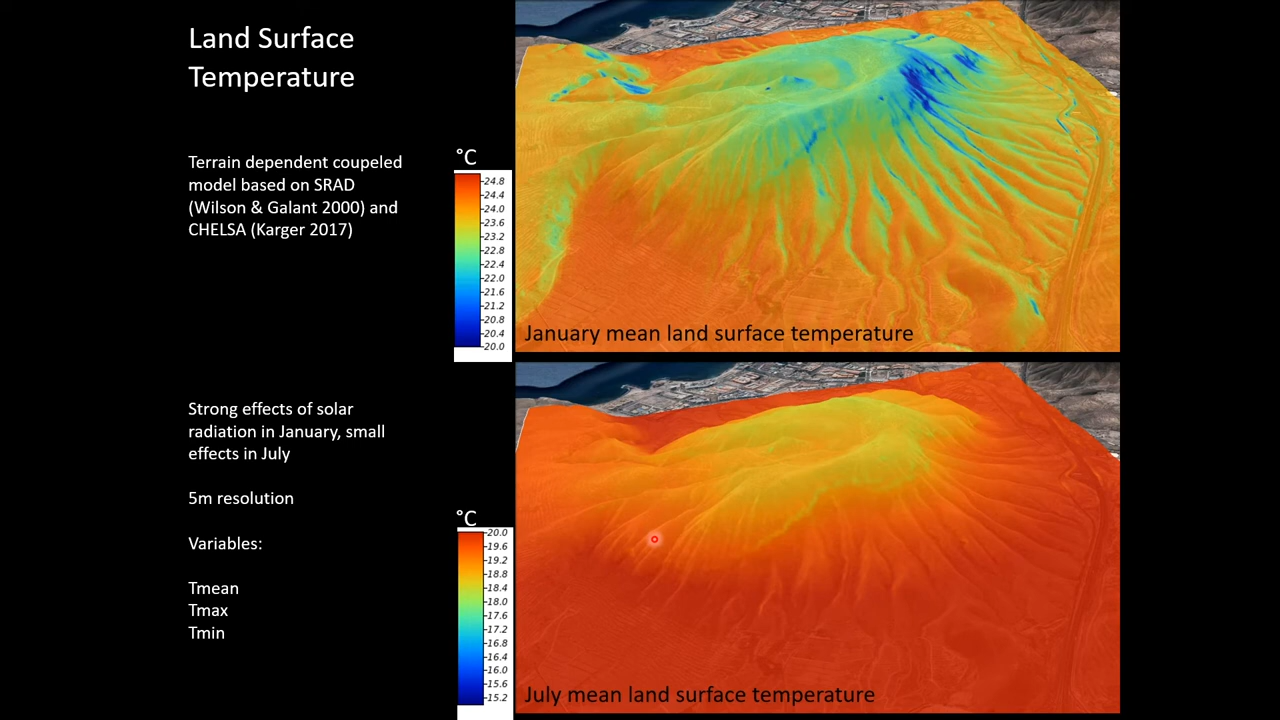 Land Surface
Temperature
Terrain dependent coupeled
model based on SRAD
(Wilson & Galant 2000) and
CHELSA (Karger 2017)
°C
24.8
24.4
24.0
23.6
23.2
22.8
22.4
22.0
21.6
21.2
20.8
20.4
20.0
January mean land surface temperature
Strong effects of solar
radiation in January, small
effects in July
5m resolution
Variables:
Tmean
Tmax
Tmin
°C
20.0
19.6
19.2
18.8
18.4
18.0
17.6
17.2
16.8
16.4
16.0
15.6
15.2
July mean land surface temperature